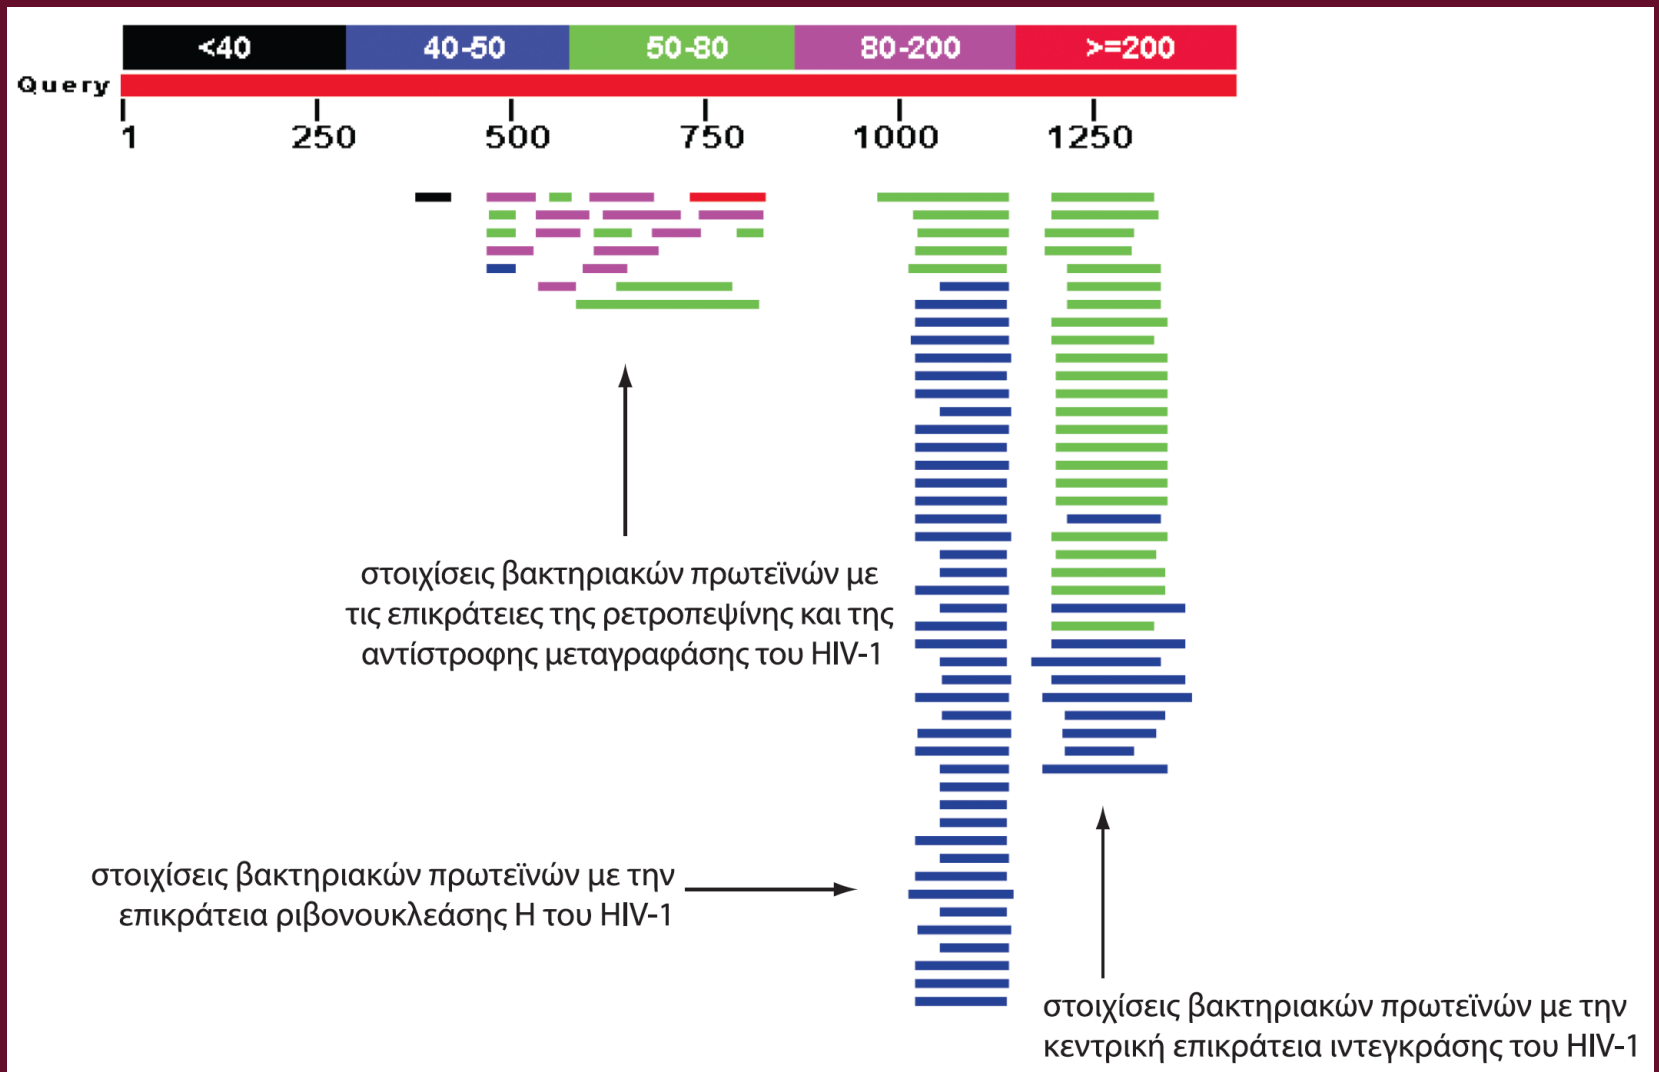 <40 40-50 50-80 80-200 >=200
Query
1 250 500 750 1000 1250
στοιχίσεις βακτηριακών πρωτεϊνών με
τις επικράτειες της ρετροπεψίνης και της
αντίστροφης μεταγραφάσης του HIV-1
στοιχίσεις βακτηριακών πρωτεϊνών με την
επικράτεια ριβονουκλεάσης Η του HIV-1
στοιχίσεις βακτηριακών πρωτεϊνών με την
κεντρική επικράτεια ιντεγκράσης του HIV-1